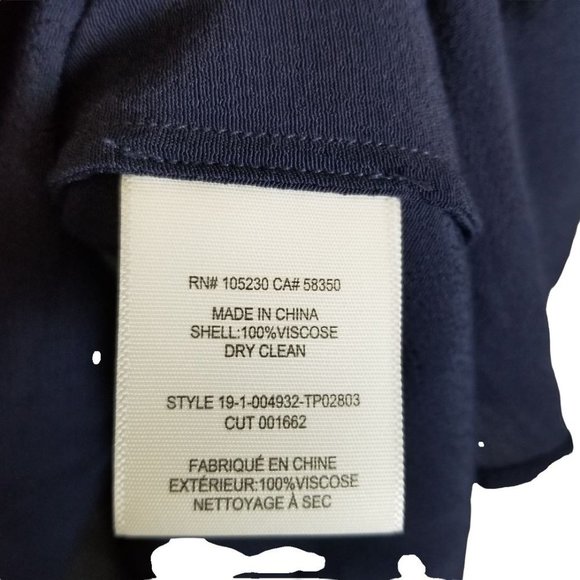 RN# 105230 CA# 58350
MADE IN CHINA
SHELL:100%VISCOSE
DRY CLEAN
STYLE 19-1-004932-TP02803
CUT 001662
FABRIQUÉ EN CHINE
EXTÉRIEUR:100%VISCOSE
NETTOYAGE À SEC